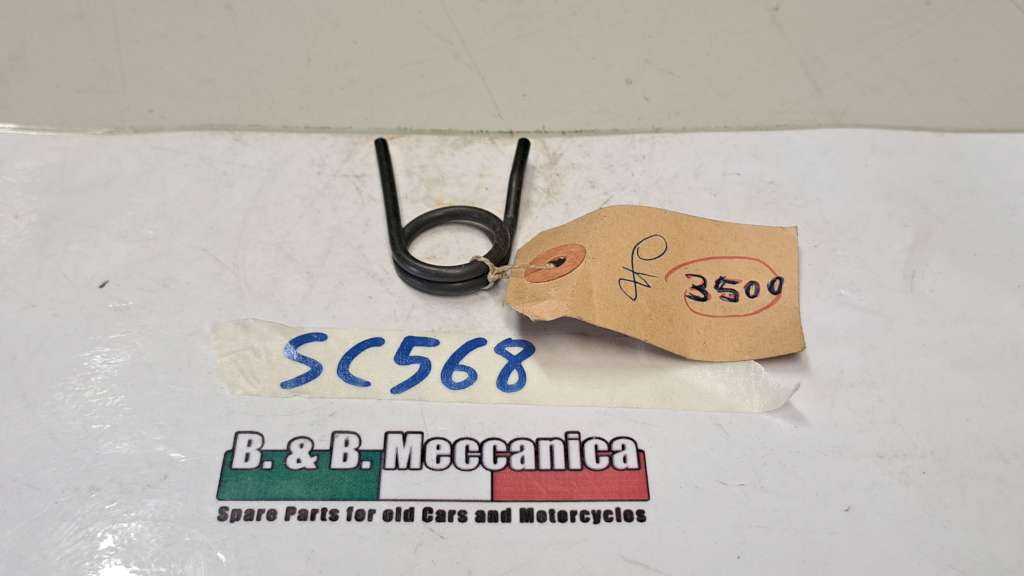 3500
SC568
B. & B. Meccanica
Spare Parts for old Cars and Motorcycles